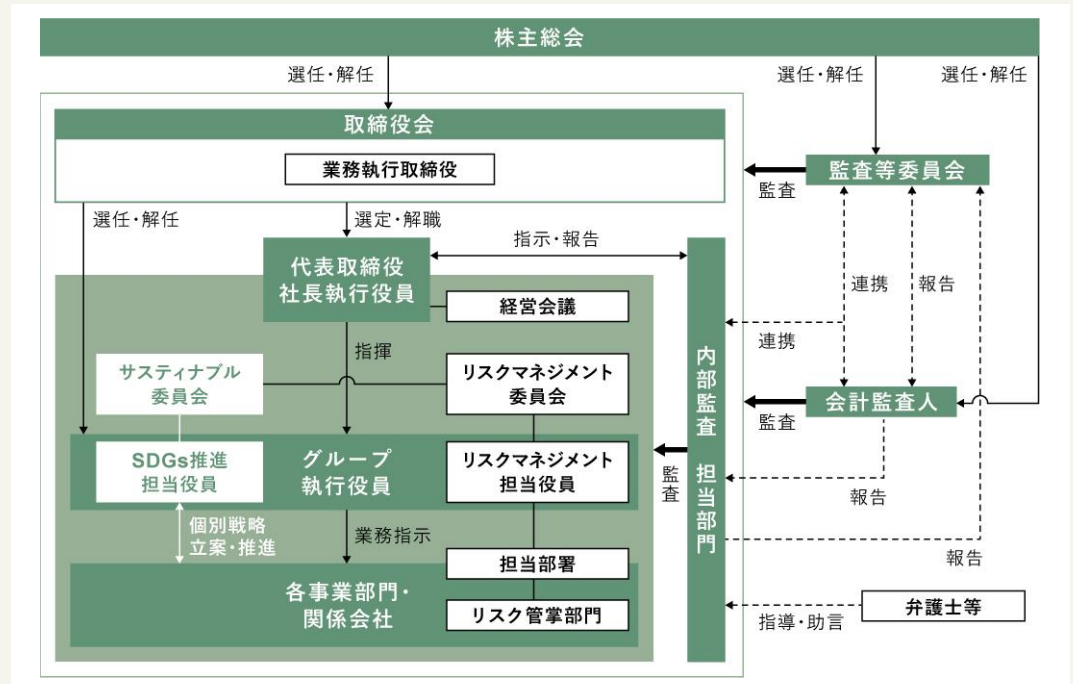 株主総会
選任・解任
選任・解任
選任・解任
取締役会
業務執行取締役
監査等委員会
監査
選任・解任
選定・解職
指示・報告
代表取締役
社長執行役員
経営会議
連携
報告
連携
指揮
サスティナブル
委員会
リスクマネジメント
委員会
内部監査 担当部門
会計監査人
監査
SDGs推進
担当役員
グループ
執行役員
リスクマネジメント
担当役員
監査
報告
個別戦略
立案・推進
業務指示
担当部署
報告
各事業部門・
関係会社
リスク管掌部門
弁護士等
指導・助言